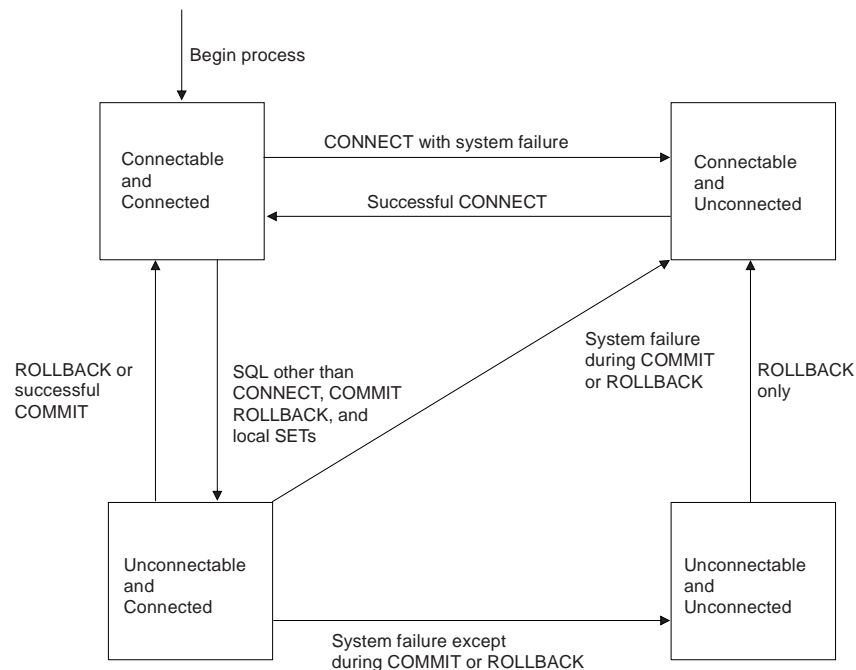 Begin process
Connectable
and
Connected
CONNECT with system failure
Successful CONNECT
Connectable
and
Unconnected
ROLLBACK or
successful
COMMIT
SQL other than
CONNECT, COMMIT
ROLLBACK, and
local SETs
System failure
during COMMIT
or ROLLBACK
ROLLBACK
only
Unconnectable
and
Connected
System failure except
during COMMIT or ROLLBACK
Unconnectable
and
Unconnected